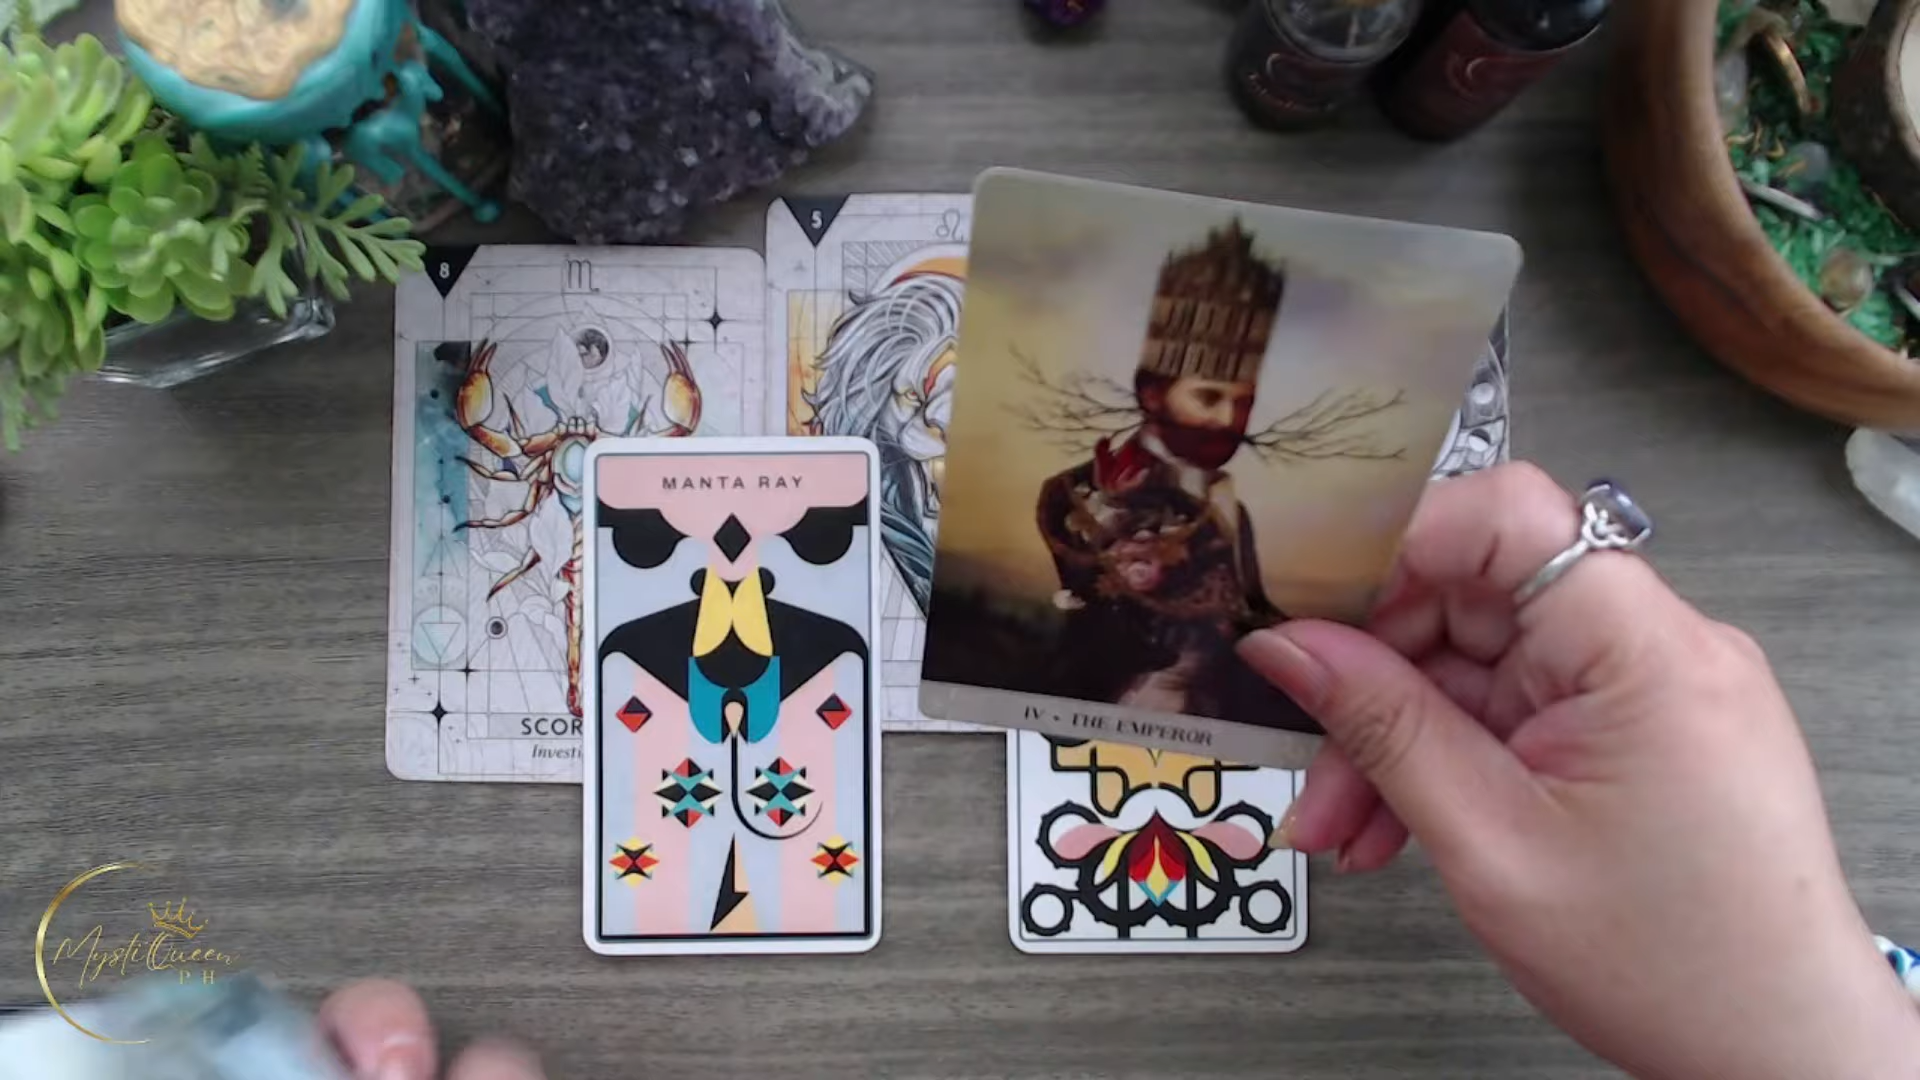 8
♏
5
♌
MANTA RAY
SCOR
Investi
IV • THE EMPEROR
MystiQueen
PH